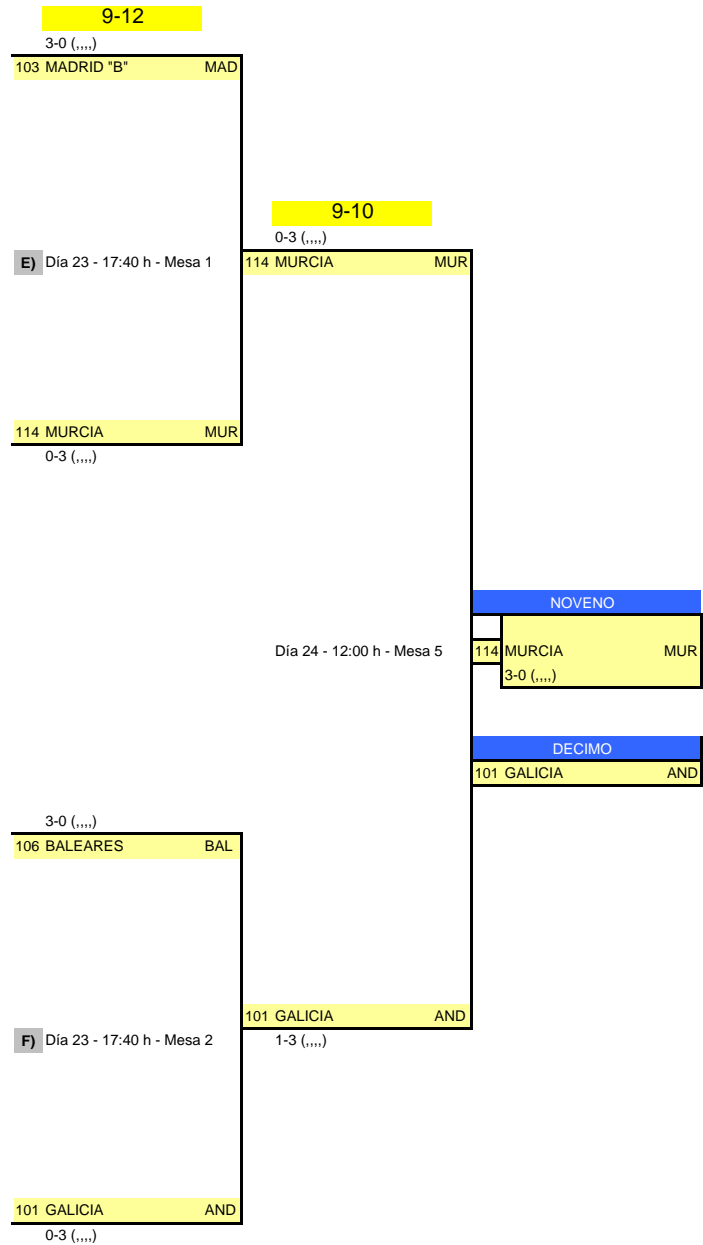 9-12
3-0 (,,,,)
103 MADRID "B" MAD
9-10
0-3 (,,,,)
E) Día 23 - 17:40 h - Mesa 1
114 MURCIA MUR
114 MURCIA MUR
0-3 (,,,,)
NOVENO
Día 24 - 12:00 h - Mesa 5
114 MURCIA MUR
3-0 (,,,,)
DECIMO
101 GALICIA AND
3-0 (,,,,)
106 BALEARES BAL
101 GALICIA AND
F) Día 23 - 17:40 h - Mesa 2
1-3 (,,,,)
101 GALICIA AND
0-3 (,,,,)